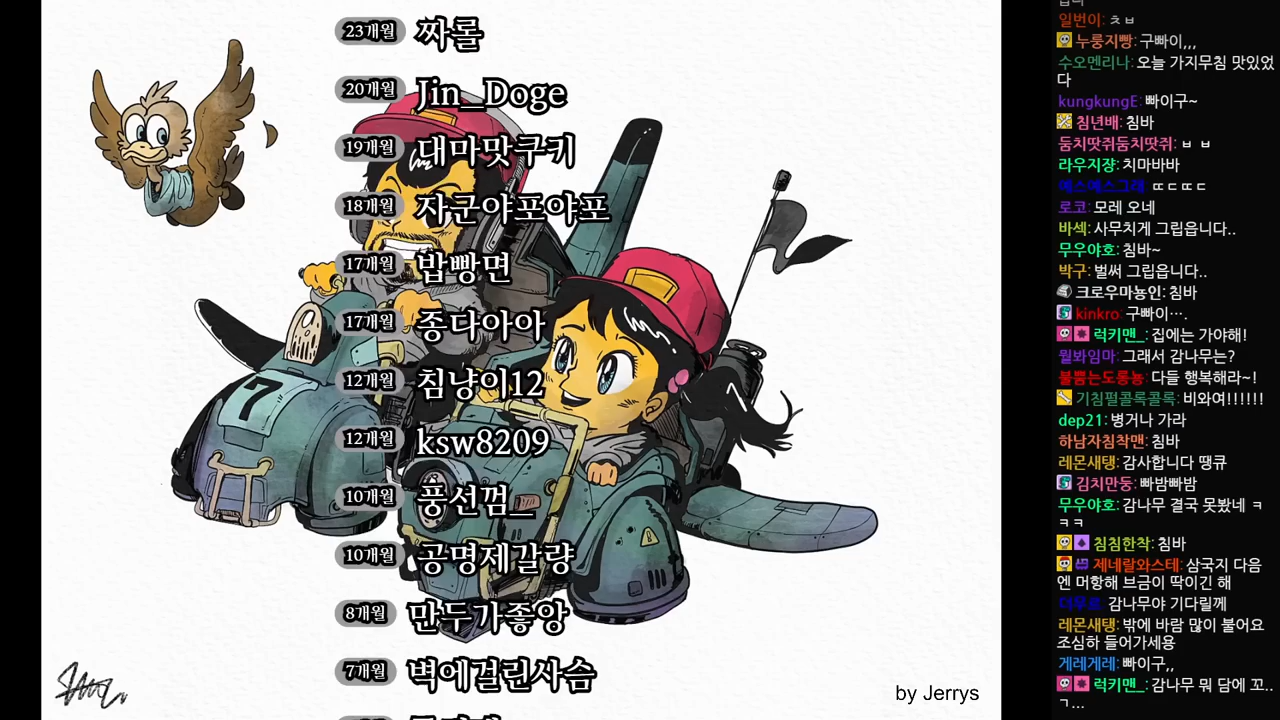 23개월 짜롤
20개월 Jin_Doge
19개월 대마맛쿠키
18개월 자군야포야포
17개월 밥빵면
17개월 종다아아
12개월 침냥이12
12개월 ksw8209
10개월 풍선껌_
10개월 공명제갈량
8개월 만두가좋앙
7개월 벽에걸린사슴
7
by Jerrys
일번이: ㅊㅂ
누룽지빵: 구빠이,,,
수오멘리나: 오늘 가지무침 맛있었
다
kungkungE: 빠이구~
침년배: 침바
둠치땃쥐둠치땃쥐: ㅂ ㅂ
라우지쟝: 치마바바
예스예스그래: ㄸㄷㄸㄷ
로코: 모레 오네
바섹: 사무치게 그립읍니다..
무우야호: 침바~
박구: 벌써 그립읍니다..
크로우마뇽인: 침바
kinkro: 구빠이….
럭키맨_: 집에는 가야해!
뭘봐임마: 그래서 감나무는?
불뿜는도롱뇽: 다들 행복해라~!
기침펄콜록콜록: 비와여!!!!!!
dep21: 병거나 가라
하남자침착맨: 침바
레몬새탱: 감사합니다 땡큐
김치만둥: 빠밤빠밤
무우야호: 감나무 결국 못봤네 ㅋ
ㅋㅋ
침침한착: 침바
제네랄와스테: 삼국지 다음
엔 머항해 브금이 딱이긴 해
더무료: 감나무야 기다릴께
레몬새탱: 밖에 바람 많이 불어요
조심하 들어가세용
게레게레: 빠이구,,
럭키맨_: 감나무 뭐 담에 꼬..
ㄱ...